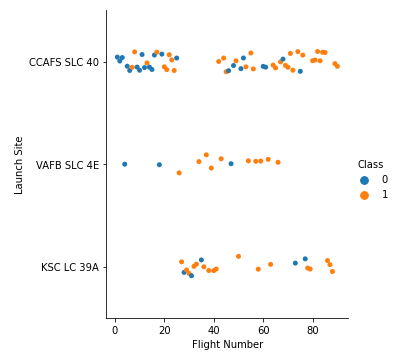 CCAFS SLC 40
VAFB SLC 4E
KSC LC 39A
Launch Site
0
20
40
60
80
Flight Number
Class
0
1